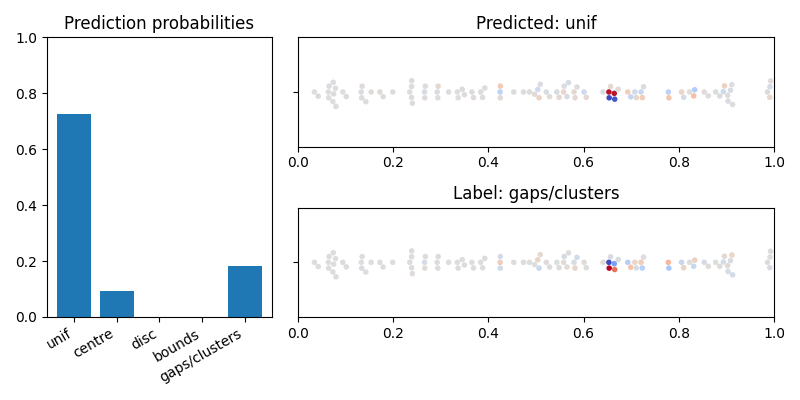 Prediction probabilities
1.0
0.8
0.6
0.4
0.2
0.0
unif
centre
disc
bounds
gaps/clusters
Predicted: unif
0.0 0.2 0.4 0.6 0.8 1.0
Label: gaps/clusters
0.0 0.2 0.4 0.6 0.8 1.0